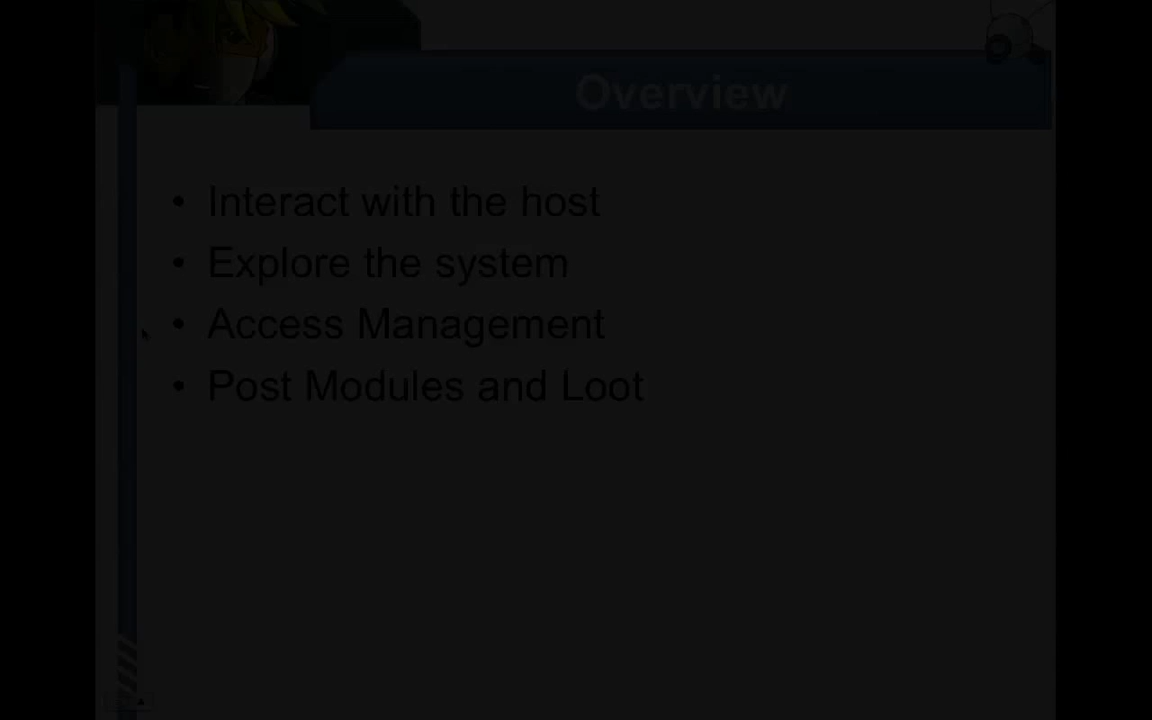 Overview
• Interact with the host
• Explore the system
• Access Management
• Post Modules and Loot